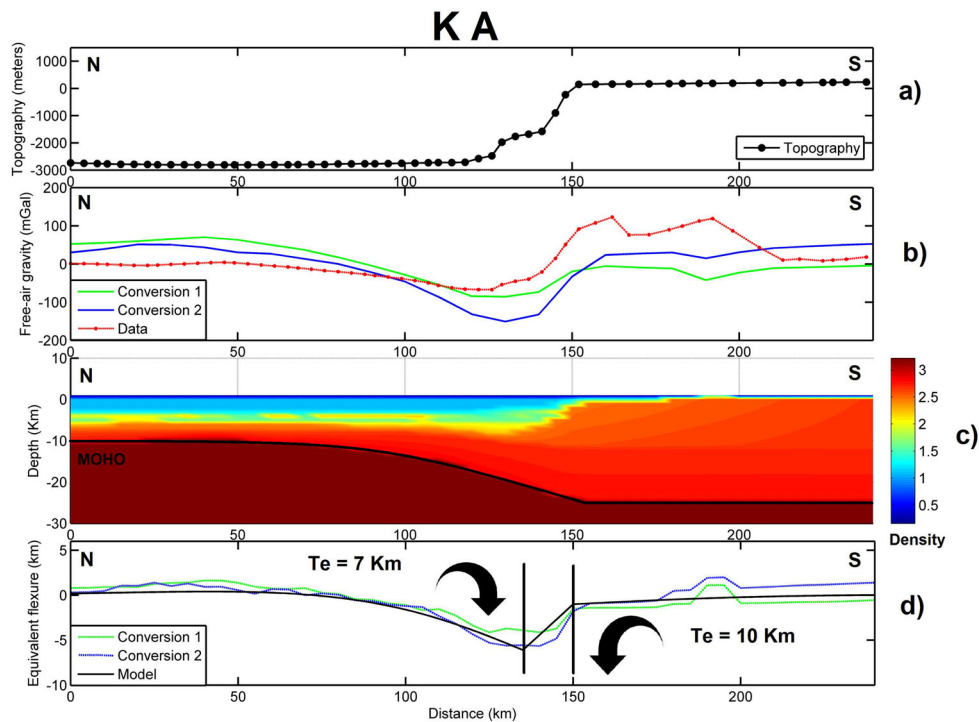 K A
N
S
a)
Topography (meters)
1000
0
-1000
-2000
-3000
Topography
0
50
100
150
200
N
S
b)
Free-air gravity (mGal)
200
100
0
-100
-200
Conversion 1
Conversion 2
Data
0
50
100
150
200
N
S
c)
Depth (Km)
10
0
-10
-20
-30
MOHO
0
50
100
150
200
3
2.5
2
1.5
1
0.5
Density
N
S
d)
Equivalent flexure (km)
5
0
-5
-10
Te = 7 Km
Te = 10 Km
Conversion 1
Conversion 2
Model
0
50
100
150
200
Distance (km)